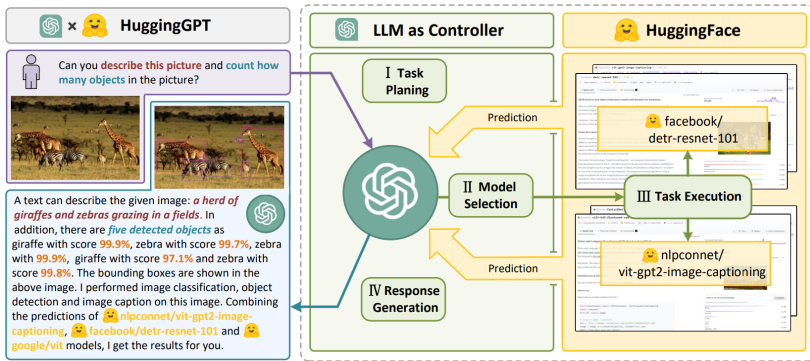 × HuggingGPT
LLM as Controller
HuggingFace
Can you describe this picture and count how
many objects in the picture?
A text can describe the given image: a herd of
giraffes and zebras grazing in a fields. In
addition, there are five detected objects as
giraffe with score 99.9%, zebra with score 99.7%, zebra
with 99.9%, giraffe with score 97.1% and zebra with
score 99.8%. The bounding boxes are shown in the
above image. I performed image classification, object
detection and image caption on this image. Combining
the predictions of nlpconnect/vit-gpt2-image-
captioning, facebook/detr-resnet-101 and
google/vit models, I get the results for you.
I Task
Planing
II Model
Selection
IV Response
Generation
Prediction
Prediction
facebook/
detr-resnet-101
III Task Execution
nlpconnect/
vit-gpt2-image-captioning